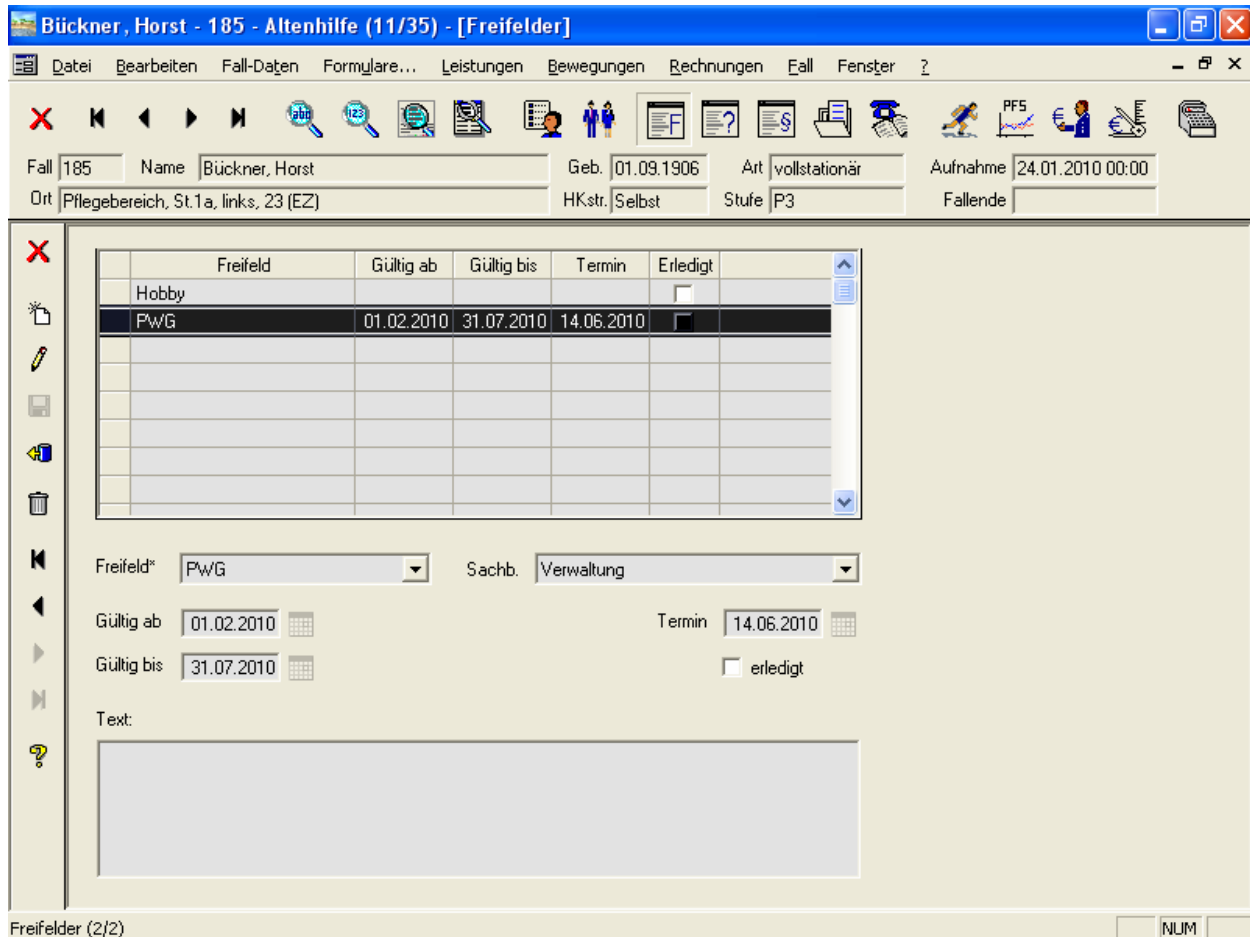 Bückner, Horst - 185 - Altenhilfe (11/35) - [Freifelder]
Datei Bearbeiten Fall-Daten Formulare... Leistungen Bewegungen Rechnungen Fall Fenster ?
abc 123 F ? § PFS € €
Fall 185 Name Bückner, Horst Geb. 01.09.1906 Art vollstationär Aufnahme 24.01.2010 00:00
Ort Pflegebereich, St.1a, links, 23 (EZ) HKstr. Selbst Stufe P3 Fallende
Freifeld Gültig ab Gültig bis Termin Erledigt
Hobby
PWG 01.02.2010 31.07.2010 14.06.2010
Freifeld* PWG Sachb. Verwaltung
Gültig ab 01.02.2010 Termin 14.06.2010
Gültig bis 31.07.2010 erledigt
Text:
?
Freifelder (2/2) NUM